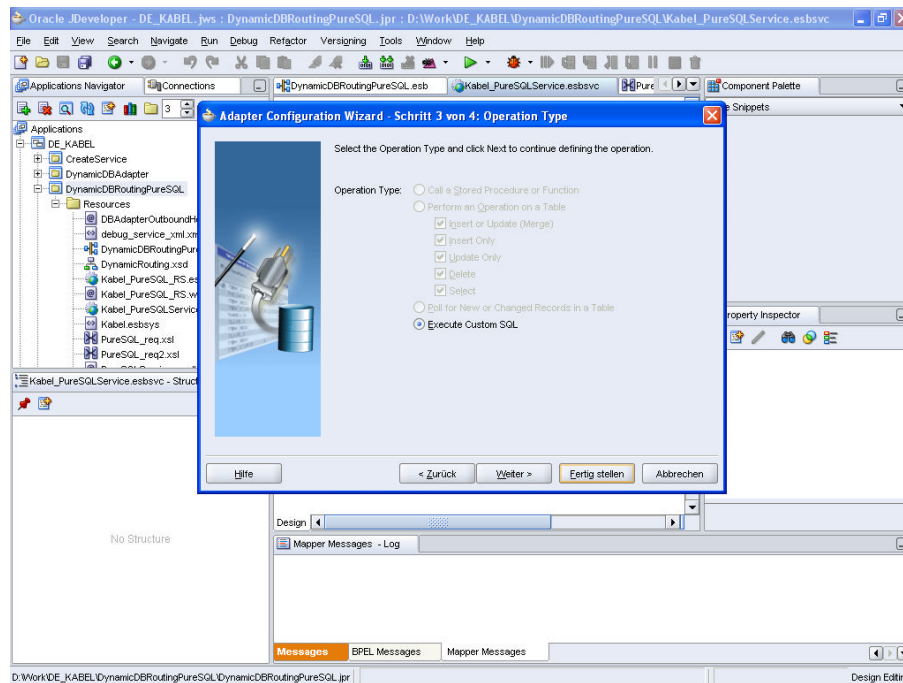 Oracle JDeveloper - DE_KABEL.jws : DynamicDBRoutingPureSQL.jpr : D:\Work\DE_KABEL\DynamicDBRoutingPureSQL\Kabel_PureSQLService.esbsvc
File Edit View Search Navigate Run Debug Refactor Versioning Tools Window Help
Applications Navigator Connections DynamicDBRoutingPureSQL.esb Kabel_PureSQLService.esbsvc Pure Component Palette
3
Snippets
Adapter Configuration Wizard - Schritt 3 von 4: Operation Type
Applications
DE_KABEL
CreateService
DynamicDBAdapter
DynamicDBRoutingPureSQL
Resources
DBAdapterOutboundH
debug_service_xml.xm
DynamicDBRoutingPur
DynamicRouting.xsd
Kabel_PureSQL_RS.es
Kabel_PureSQL_RS.w
Kabel_PureSQLService
Kabel.esbsys
PureSQL_req.xsl
PureSQL_req2.xsl
Select the Operation Type and click Next to continue defining the operation.
Operation Type:
Call a Stored Procedure or Function
Perform an Operation on a Table
Insert or Update (Merge)
Insert Only
Update Only
Delete
Select
Poll for New or Changed Records in a Table
Execute Custom SQL
roperty Inspector
Kabel_PureSQLService.esbsvc - Struct
Hilfe < Zurück Weiter > Fertig stellen Abbrechen
Design
No Structure
Mapper Messages - Log
Messages BPEL Messages Mapper Messages
D:\Work\DE_KABEL\DynamicDBRoutingPureSQL\DynamicDBRoutingPureSQL.jpr
Design Editin